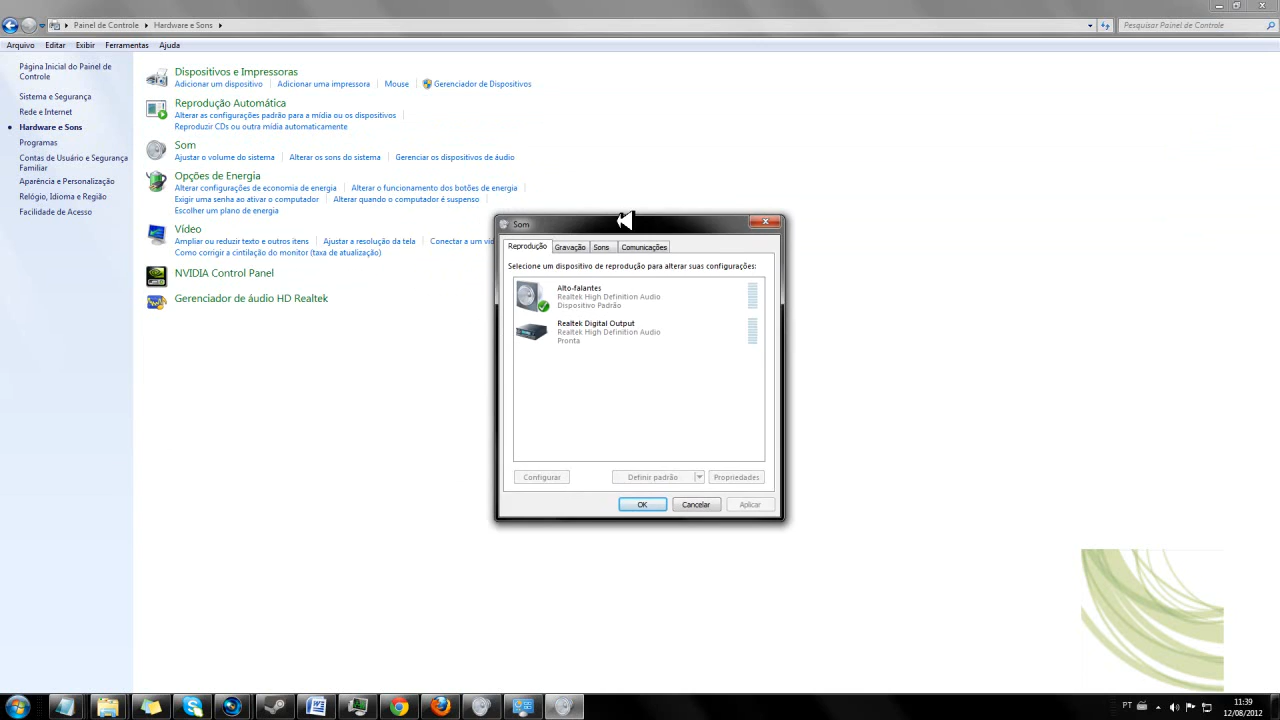 Painel de Controle
Hardware e Sons
Pesquisar Painel de Controle
Arquivo Editar Exibir Ferramentas Ajuda
Página Inicial do Painel de
Controle
Sistema e Segurança
Rede e Internet
Hardware e Sons
Programas
Contas de Usuário e Segurança
Familiar
Aparência e Personalização
Relógio, Idioma e Região
Facilidade de Acesso
Dispositivos e Impressoras
Adicionar um dispositivo Adicionar uma impressora Mouse Gerenciador de Dispositivos
Reprodução Automática
Alterar as configurações padrão para a mídia ou os dispositivos
Reproduzir CDs ou outra mídia automaticamente
Som
Ajustar o volume do sistema Alterar os sons do sistema Gerenciar os dispositivos de áudio
Opções de Energia
Alterar configurações de economia de energia Alterar o funcionamento dos botões de energia
Exigir uma senha ao ativar o computador Alterar quando o computador é suspenso
Escolher um plano de energia
Vídeo
Ampliar ou reduzir texto e outros itens Ajustar a resolução da tela Conectar a um vi
Como corrigir a cintilação do monitor (taxa de atualização)
NVIDIA Control Panel
Gerenciador de áudio HD Realtek
Som
Reprodução Gravação Sons Comunicações
Selecione um dispositivo de reprodução para alterar suas configurações:
Alto-falantes
Realtek High Definition Audio
Dispositivo Padrão
Realtek Digital Output
Realtek High Definition Audio
Pronta
Configurar Definir padrão Propriedades
OK Cancelar Aplicar
PT
11:39
12/08/2012